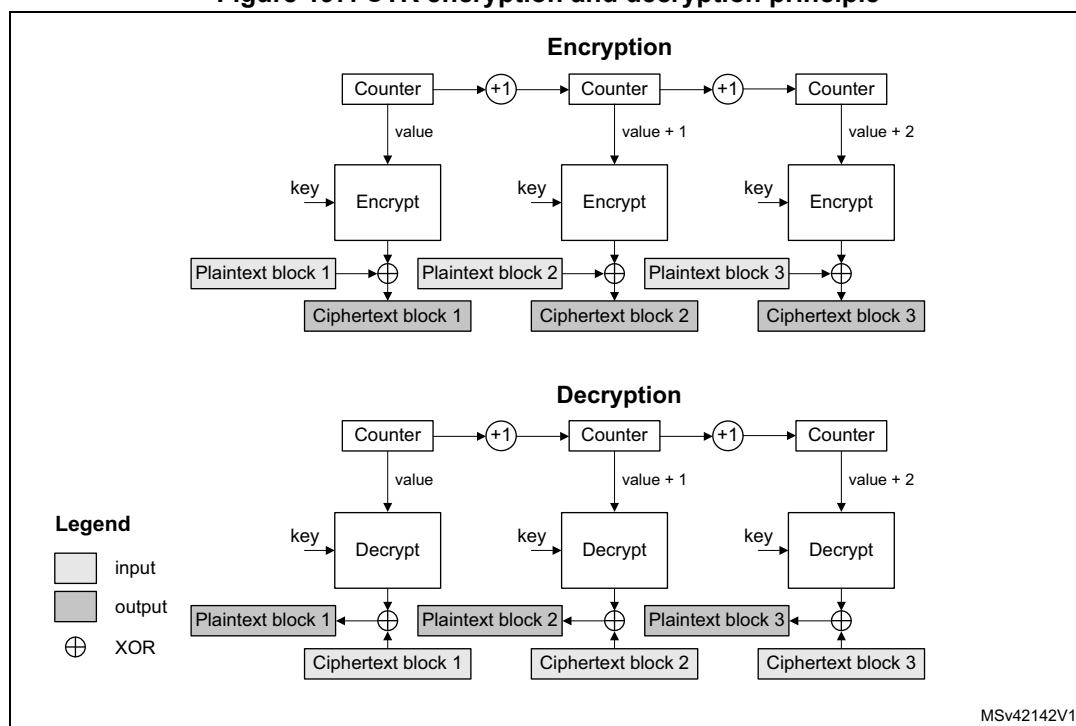 Encryption
Counter +1 Counter +1 Counter
value value + 1 value + 2
key Encrypt key Encrypt key Encrypt
Plaintext block 1 Plaintext block 2 Plaintext block 3
Ciphertext block 1 Ciphertext block 2 Ciphertext block 3
Decryption
Counter +1 Counter +1 Counter
value value + 1 value + 2
key Decrypt key Decrypt key Decrypt
Plaintext block 1 Plaintext block 2 Plaintext block 3
Ciphertext block 1 Ciphertext block 2 Ciphertext block 3
Legend
input
output
XOR
MSv42142V1